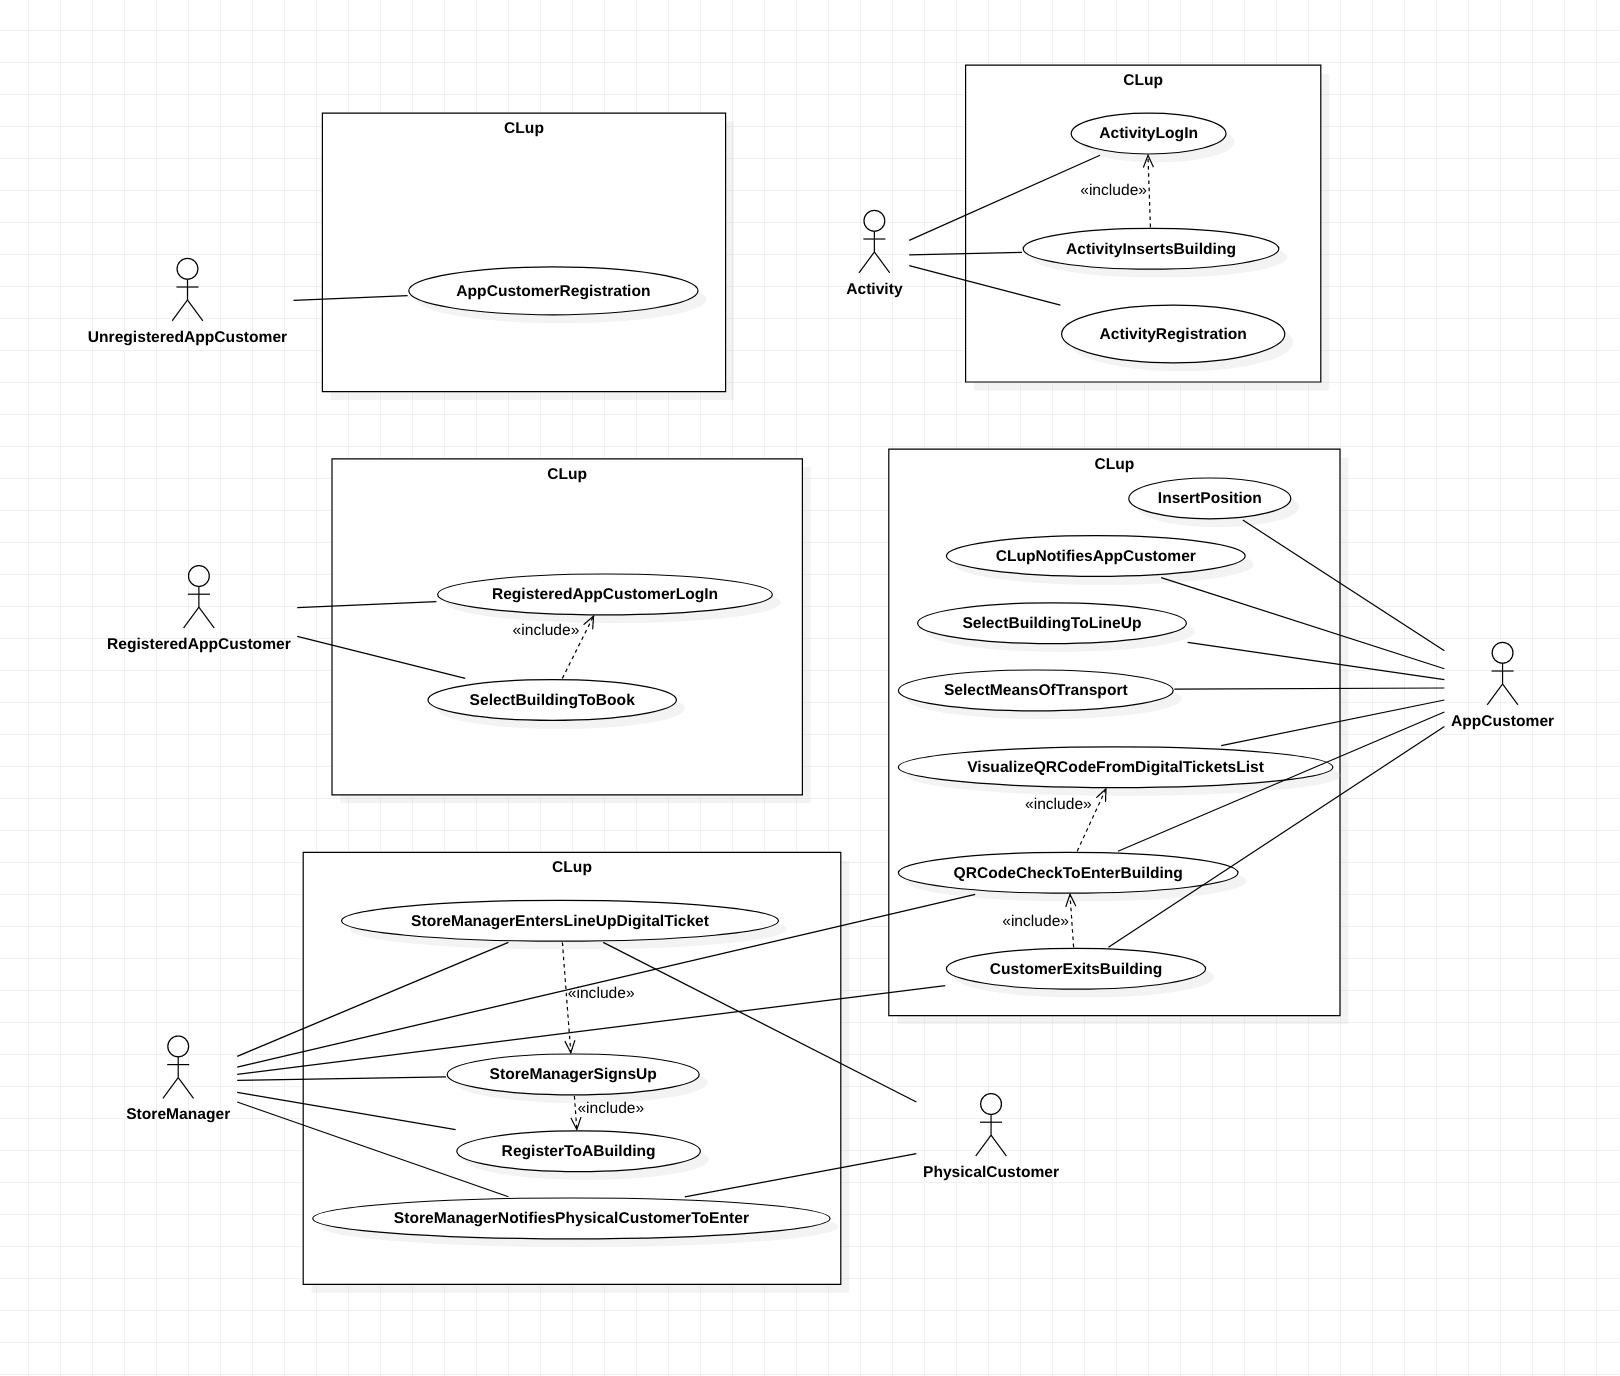 CLup
AppCustomerRegistration
UnregisteredAppCustomer
CLup
ActivityLogIn
«include»
ActivityInsertsBuilding
Activity
ActivityRegistration
CLup
RegisteredAppCustomerLogIn
«include»
RegisteredAppCustomer
SelectBuildingToBook
CLup
InsertPosition
CLupNotifiesAppCustomer
SelectBuildingToLineUp
SelectMeansOfTransport
AppCustomer
VisualizeQRCodeFromDigitalTicketsList
«include»
QRCodeCheckToEnterBuilding
«include»
CustomerExitsBuilding
CLup
StoreManagerEntersLineUpDigitalTicket
«include»
StoreManagerSignsUp
«include»
StoreManager
RegisterToABuilding
PhysicalCustomer
StoreManagerNotifiesPhysicalCustomerToEnter